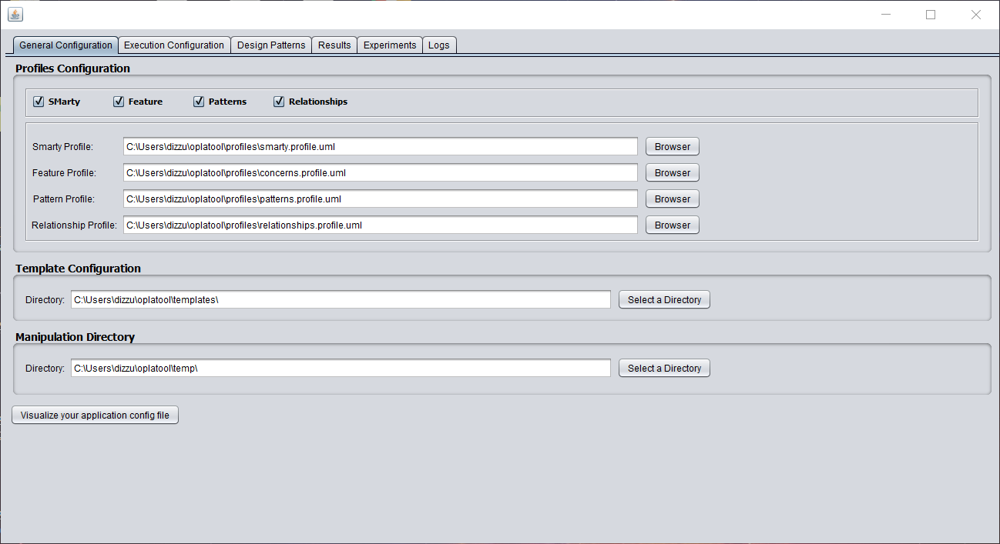 General Configuration Execution Configuration Design Patterns Results Experiments Logs
Profiles Configuration
SMarty Feature Patterns Relationships
Smarty Profile: C:\Users\dizzu\oplatool\profiles\smarty.profile.uml Browser
Feature Profile: C:\Users\dizzu\oplatool\profiles\concerns.profile.uml Browser
Pattern Profile: C:\Users\dizzu\oplatool\profiles\patterns.profile.uml Browser
Relationship Profile: C:\Users\dizzu\oplatool\profiles\relationships.profile.uml Browser
Template Configuration
Directory: C:\Users\dizzu\oplatool\templates\ Select a Directory
Manipulation Directory
Directory: C:\Users\dizzu\oplatool\temp\ Select a Directory
Visualize your application config file